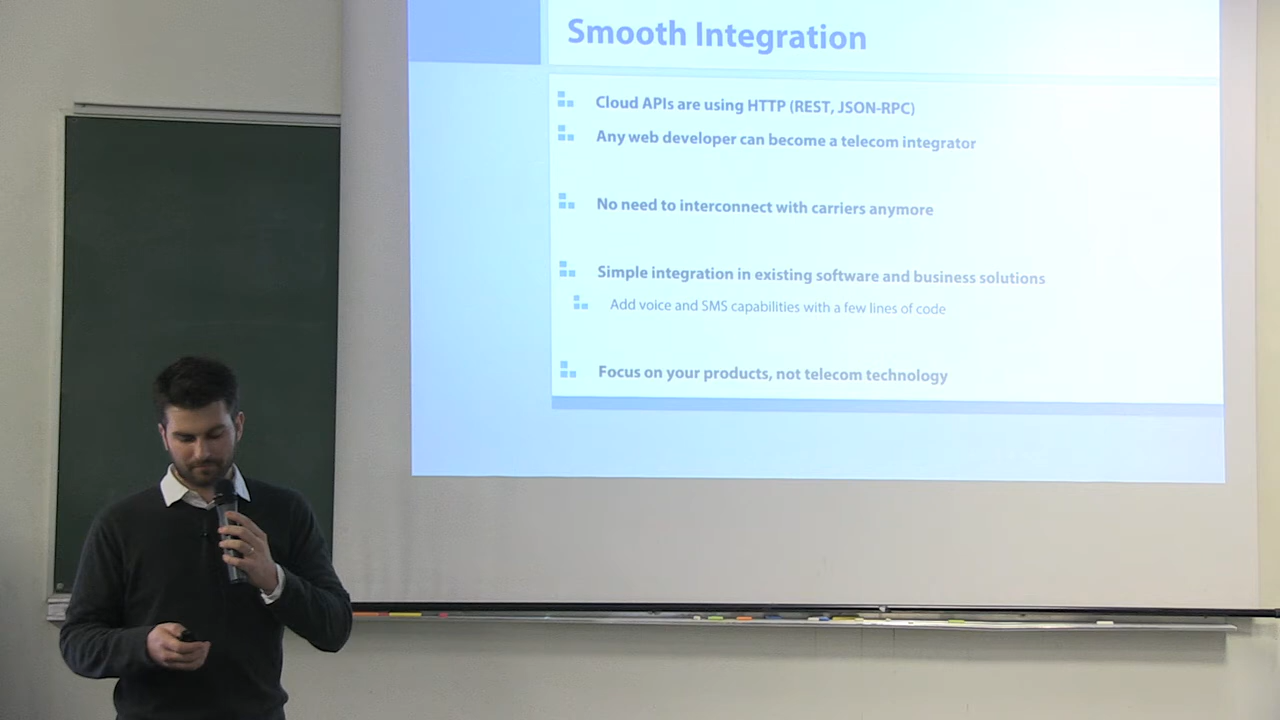 Smooth Integration
Cloud APIs are using HTTP (REST, JSON-RPC)
Any web developer can become a telecom integrator
No need to interconnect with carriers anymore
Simple integration in existing software and business solutions
Add voice and SMS capabilities with a few lines of code
Focus on your products, not telecom technology